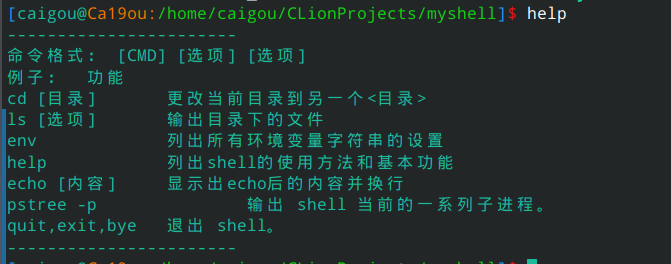 [caigou@Ca19ou:/home/caigou/CLionProjects/myshell]$ help
-----------------------
命令格式: [CMD] [选项] [选项]
例子: 功能
cd [目录] 更改当前目录到另一个<目录>
ls [选项] 输出目录下的文件
env 列出所有环境变量字符串的设置
help 列出shell的使用方法和基本功能
echo [内容] 显示出echo后的内容并换行
pstree -p 输出 shell 当前的一系列子进程。
quit,exit,bye 退出 shell。
-----------------------